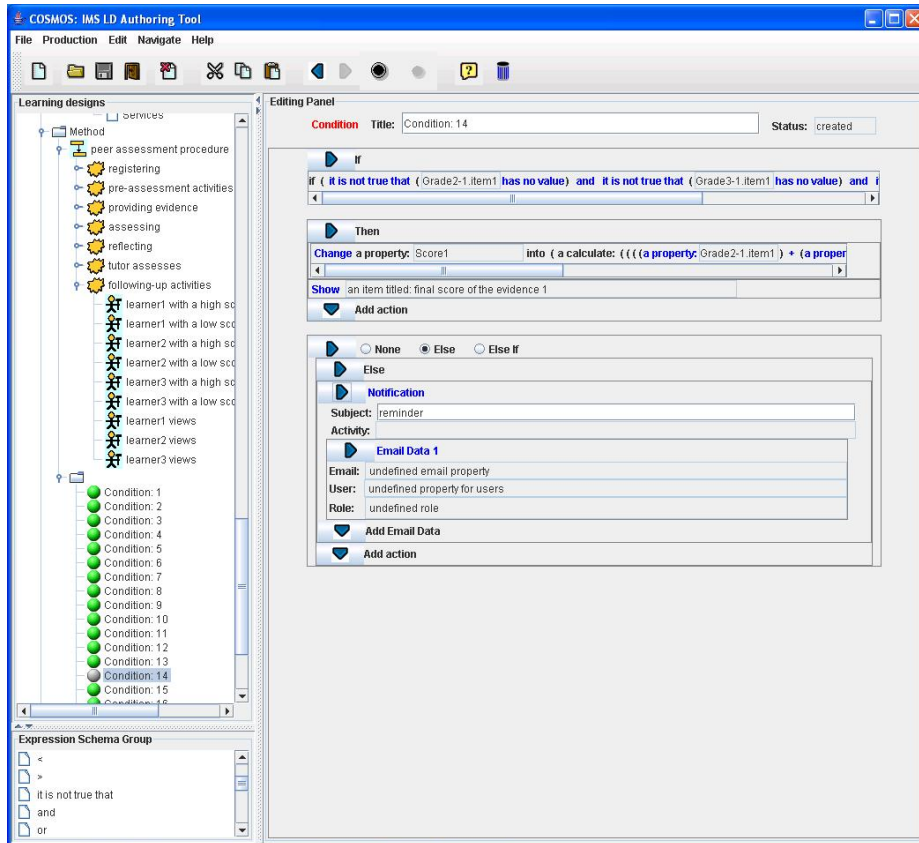 COSMOS: IMS LD Authoring Tool
File Production Edit Navigate Help
Learning designs
Services
Method
peer assessment procedure
registering
pre-assessment activities
providing evidence
assessing
reflecting
tutor assesses
following-up activities
learner1 with a high sc
learner1 with a low sco
learner2 with a high sc
learner2 with a low sco
learner3 with a high sc
learner3 with a low sco
learner1 views
learner2 views
learner3 views
Condition: 1
Condition: 2
Condition: 3
Condition: 4
Condition: 5
Condition: 6
Condition: 7
Condition: 8
Condition: 9
Condition: 10
Condition: 11
Condition: 12
Condition: 13
Condition: 14
Condition: 15
Condition: 16
Expression Schema Group
<
>
it is not true that
and
or
Editing Panel
Condition Title: Condition: 14 Status: created
If
if ( it is not true that ( Grade2-1.item1 has no value) and it is not true that ( Grade3-1.item1 has no value) and i
Then
Change a property: Score1 into ( a calculate: ( ( ( (a property: Grade2-1.item1 ) + (a proper
Show an item titled: final score of the evidence 1
Add action
None Else Else If
Else
Notification
Subject: reminder
Activity:
Email Data 1
Email: undefined email property
User: undefined property for users
Role: undefined role
Add Email Data
Add action